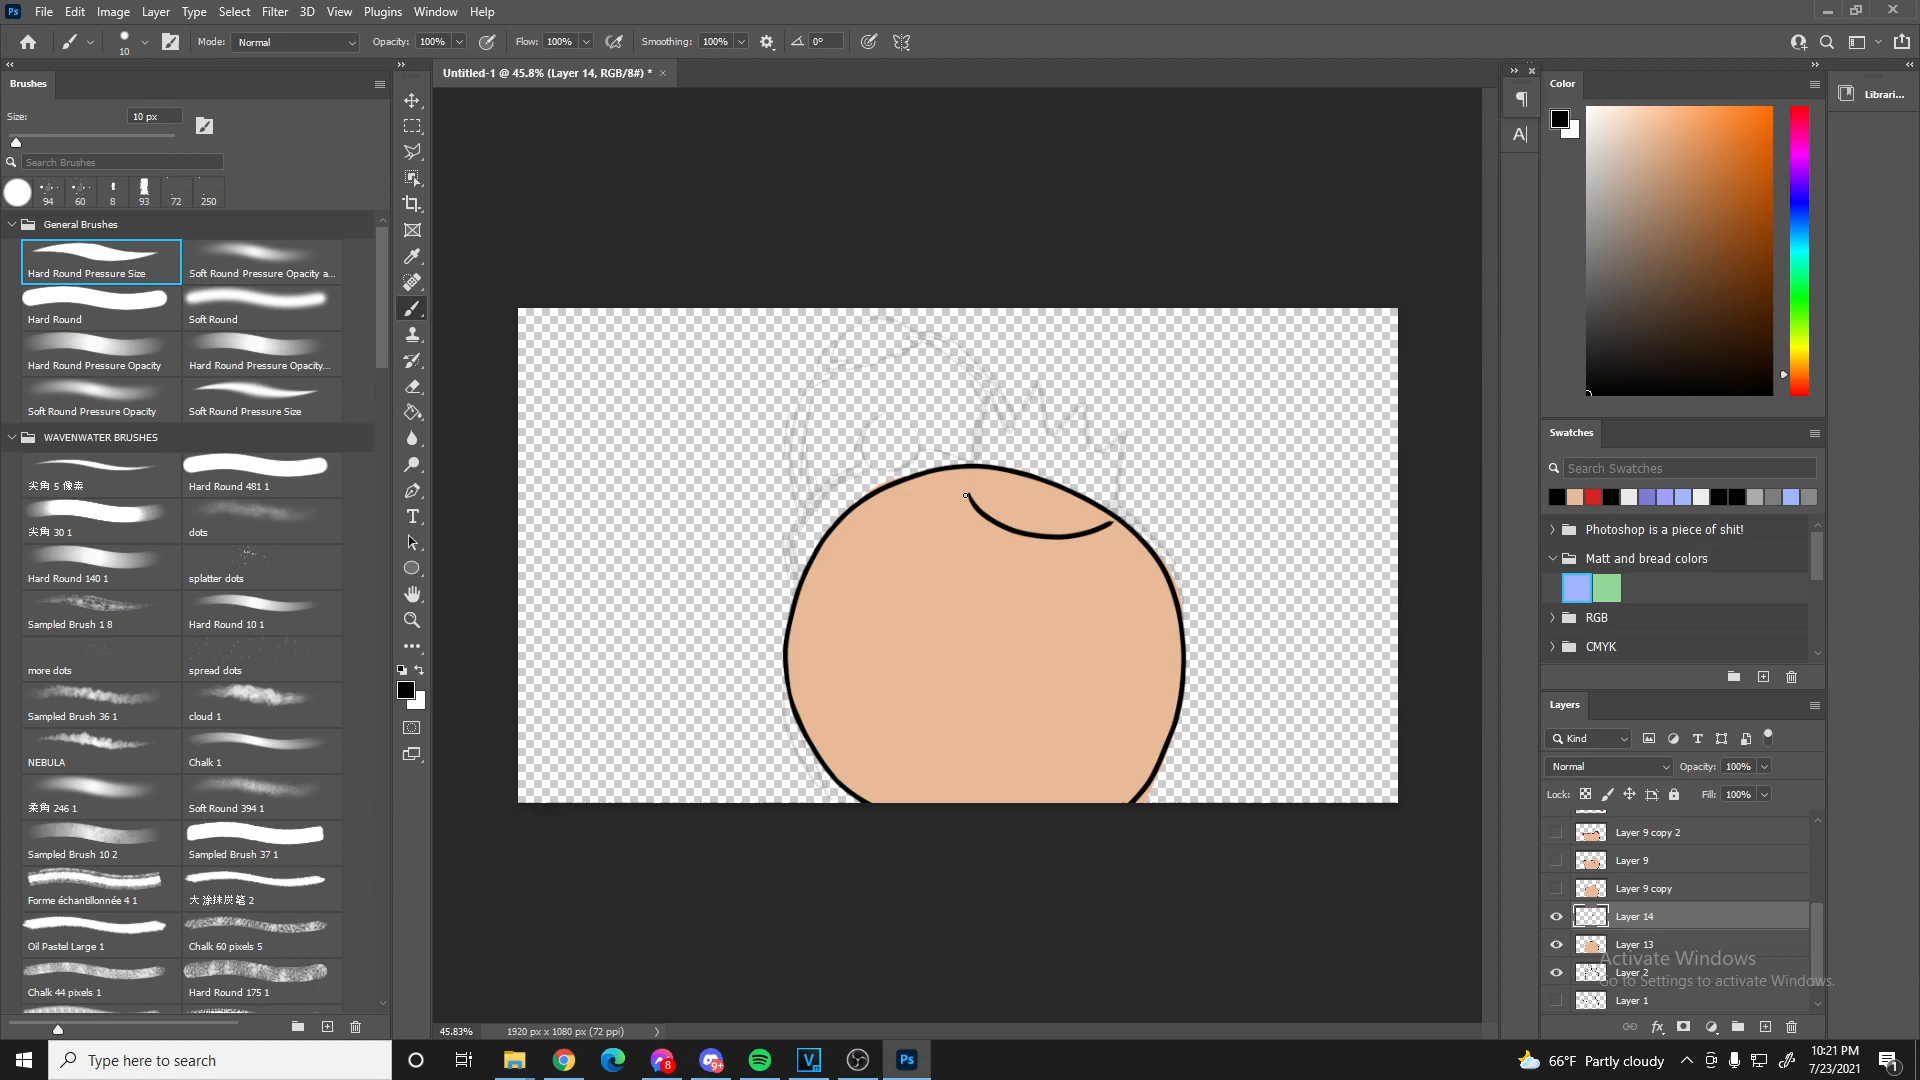 Ps File Edit Image Layer Type Select Filter 3D View Plugins Window Help
10 Mode: Normal Opacity: 100% Flow: 100% Smoothing: 100% 0°
Brushes
Untitled-1 @ 45.8% (Layer 14, RGB/8#) *
Size: 10 px
Search Brushes
94 60 8 93 72 250
General Brushes
Hard Round Pressure Size Soft Round Pressure Opacity a...
Hard Round Soft Round
Hard Round Pressure Opacity Hard Round Pressure Opacity...
Soft Round Pressure Opacity Soft Round Pressure Size
WAVENWATER BRUSHES
尖角 5 像素 Hard Round 481 1
尖角 30 1 dots
Hard Round 140 1 splatter dots
Sampled Brush 1 8 Hard Round 10 1
more dots spread dots
Sampled Brush 36 1 cloud 1
NEBULA Chalk 1
柔角 246 1 Soft Round 394 1
Sampled Brush 10 2 Sampled Brush 37 1
Forme échantillonnée 4 1 大 涂抹炭笔 2
Oil Pastel Large 1 Chalk 60 pixels 5
Chalk 44 pixels 1 Hard Round 175 1
45.83% 1920 px x 1080 px (72 ppi)
Color
Librari...
Swatches
Search Swatches
Photoshop is a piece of shit!
Matt and bread colors
RGB
CMYK
Layers
Kind
Normal Opacity: 100%
Lock: Fill: 100%
Layer 9 copy 2
Layer 9
Layer 9 copy
Layer 14
Layer 13
Layer 2
Layer 1
Activate Windows
Go to Settings to activate Windows.
Type here to search
8 9+ V Ps
66°F Partly cloudy
10:21 PM
7/23/2021
1